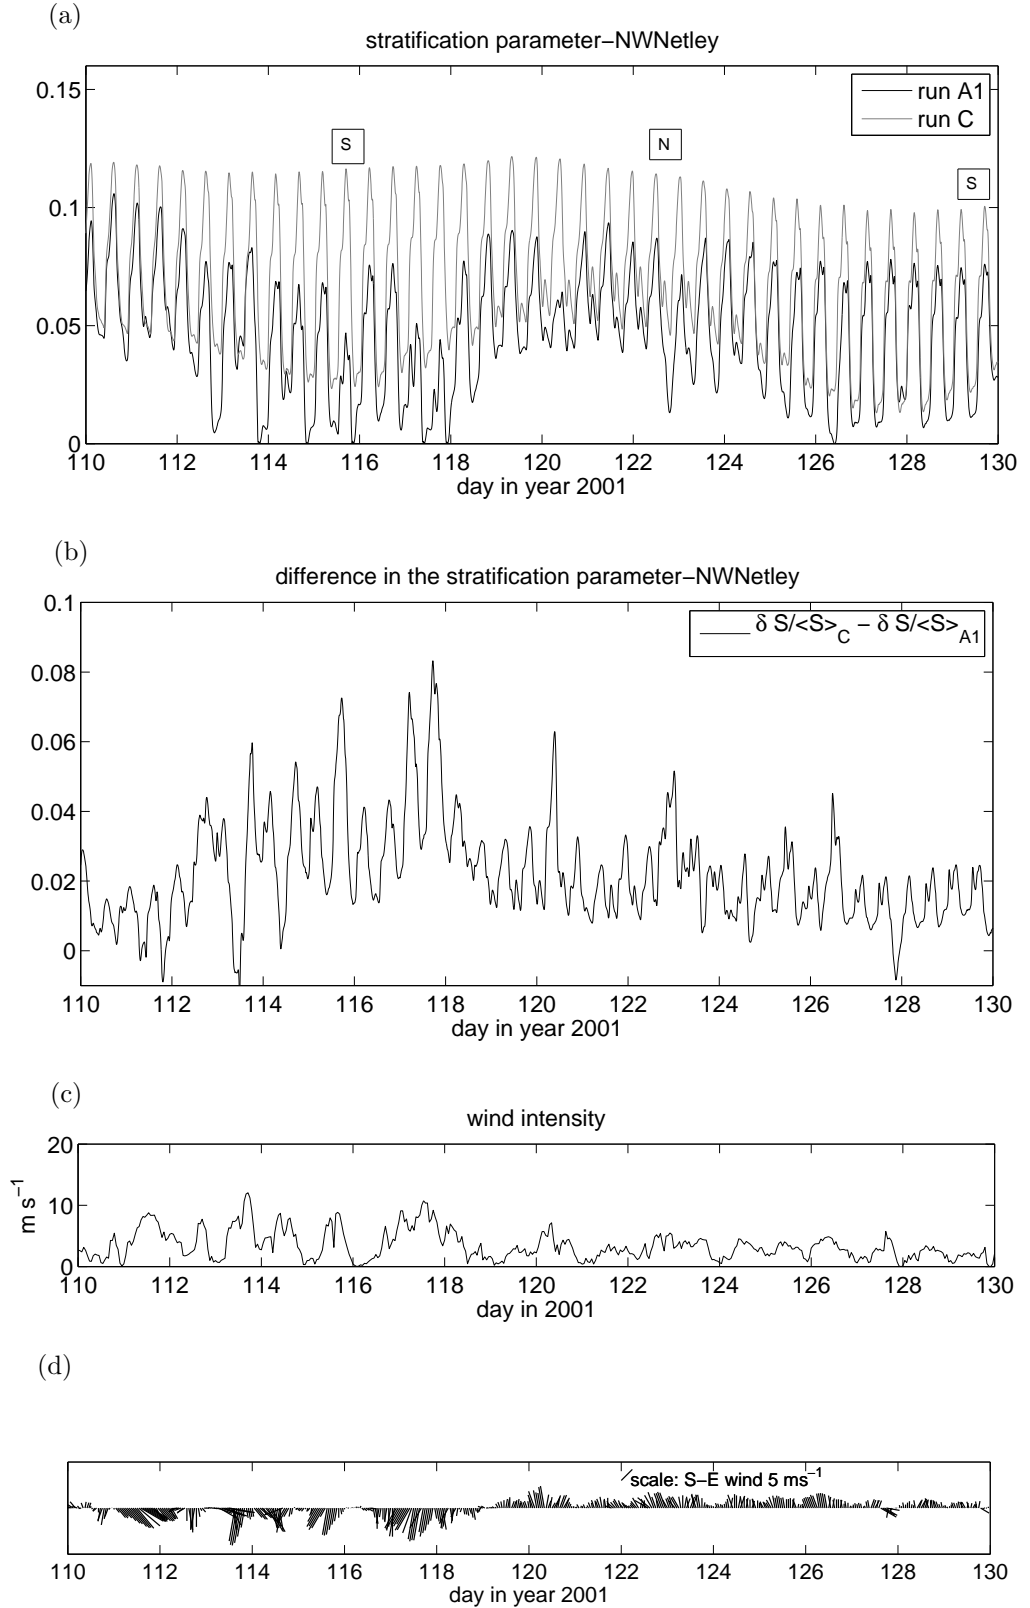 (a)
stratification parameter−NWNetley
0.15
0.1
0.05
0
run A1
run C
S
N
S
110 112 114 116 118 120 122 124 126 128 130
day in year 2001
(b)
difference in the stratification parameter−NWNetley
0.1
0.08
0.06
0.04
0.02
0
δ S/<S>C − δ S/<S>A1
110 112 114 116 118 120 122 124 126 128 130
day in year 2001
(c)
wind intensity
20
10
0
m s−1
110 112 114 116 118 120 122 124 126 128 130
day in 2001
(d)
scale: S−E wind 5 ms−1
110 112 114 116 118 120 122 124 126 128 130
day in year 2001